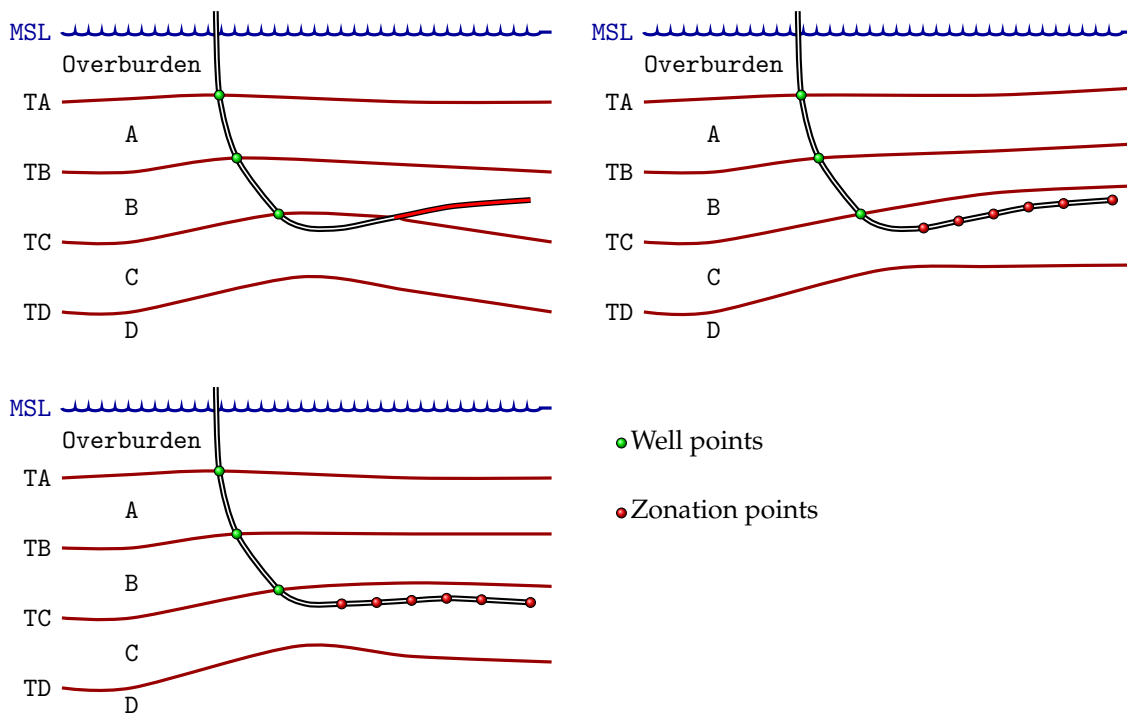 MSL
Overburden
TA
A
TB
B
TC
C
TD
D
MSL
Overburden
TA
A
TB
B
TC
C
TD
D
MSL
Overburden
TA
A
TB
B
TC
C
TD
D
Well points
Zonation points